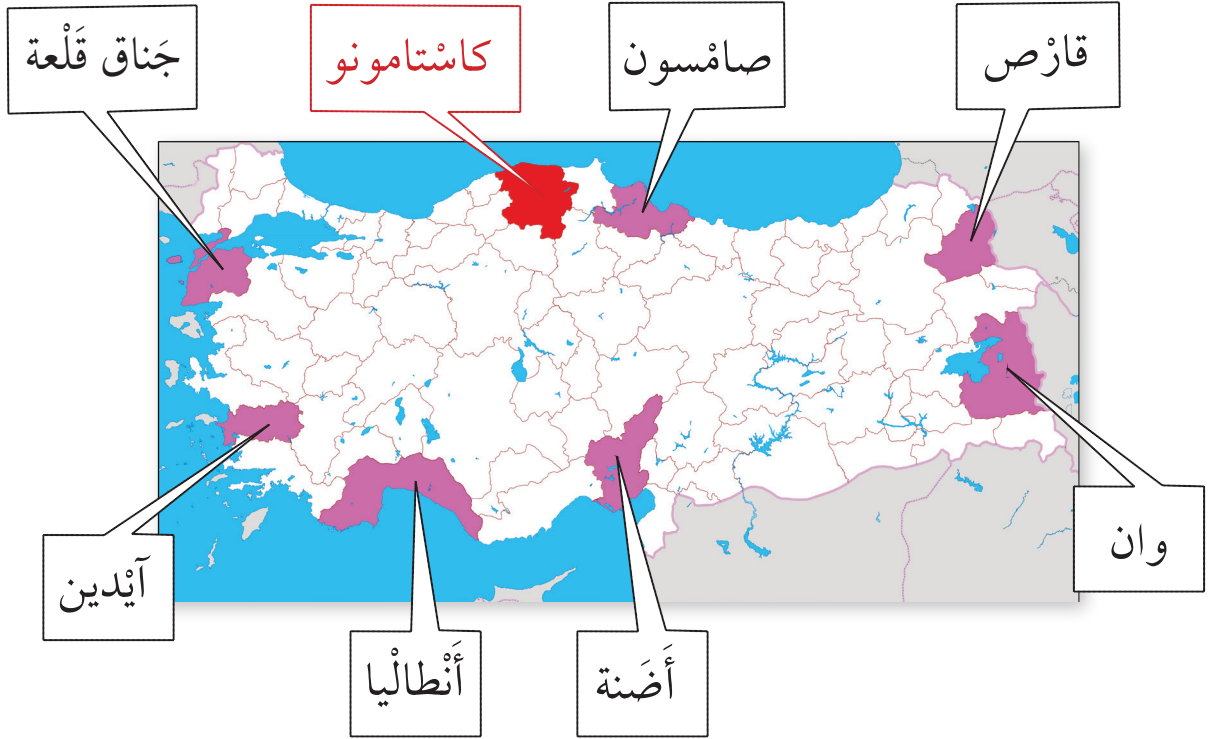 قارْص
صامْسون
كاسْتامونو
جَناق قَلْعة
وان
أَضَنة
أَنْطالْيا
آيْدين